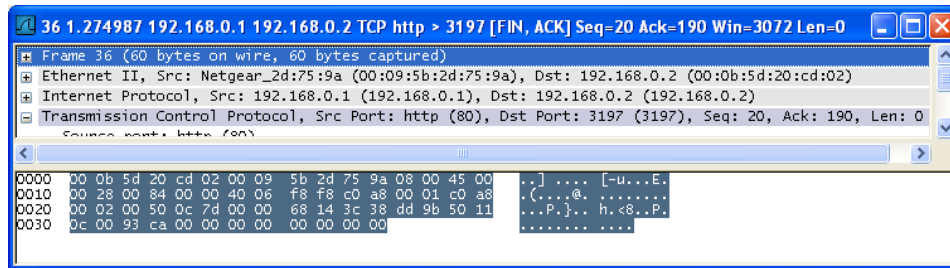 36 1.274987 192.168.0.1 192.168.0.2 TCP http > 3197 [FIN, ACK] Seq=20 Ack=190 Win=3072 Len=0
Frame 36 (60 bytes on wire, 60 bytes captured)
Ethernet II, Src: Netgear_2d:75:9a (00:09:5b:2d:75:9a), Dst: 192.168.0.2 (00:0b:5d:20:cd:02)
Internet Protocol, Src: 192.168.0.1 (192.168.0.1), Dst: 192.168.0.2 (192.168.0.2)
Transmission Control Protocol, Src Port: http (80), Dst Port: 3197 (3197), Seq: 20, Ack: 190, Len: 0
Source port: http (80)
0000 00 0b 5d 20 cd 02 00 09 5b 2d 75 9a 08 00 45 00 ..] .... [-u...E.
0010 00 28 00 84 00 00 40 06 f8 f8 c0 a8 00 01 c0 a8 .(....@. ........
0020 00 02 00 50 0c 7d 00 00 68 14 3c 38 dd 9b 50 11 ...P.}.. h.<8..P.
0030 0c 00 93 ca 00 00 00 00 00 00 00 00 ........ ....